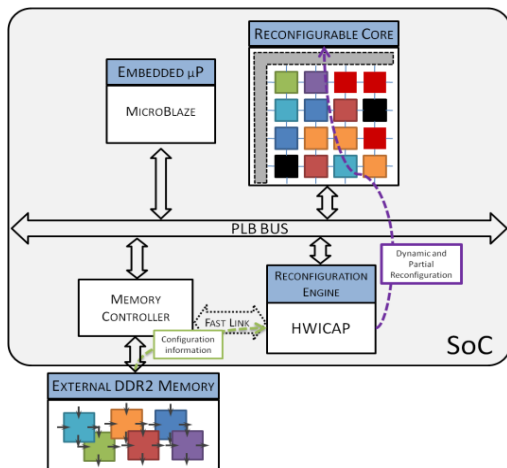 RECONFIGURABLE CORE
EMBEDDED µP
MICROBLAZE
PLB BUS
Dynamic and
Partial
Reconfiguration
RECONFIGURATION
ENGINE
MEMORY
CONTROLLER
FAST LINK
HWICAP
Configuration
information
SoC
EXTERNAL DDR2 MEMORY